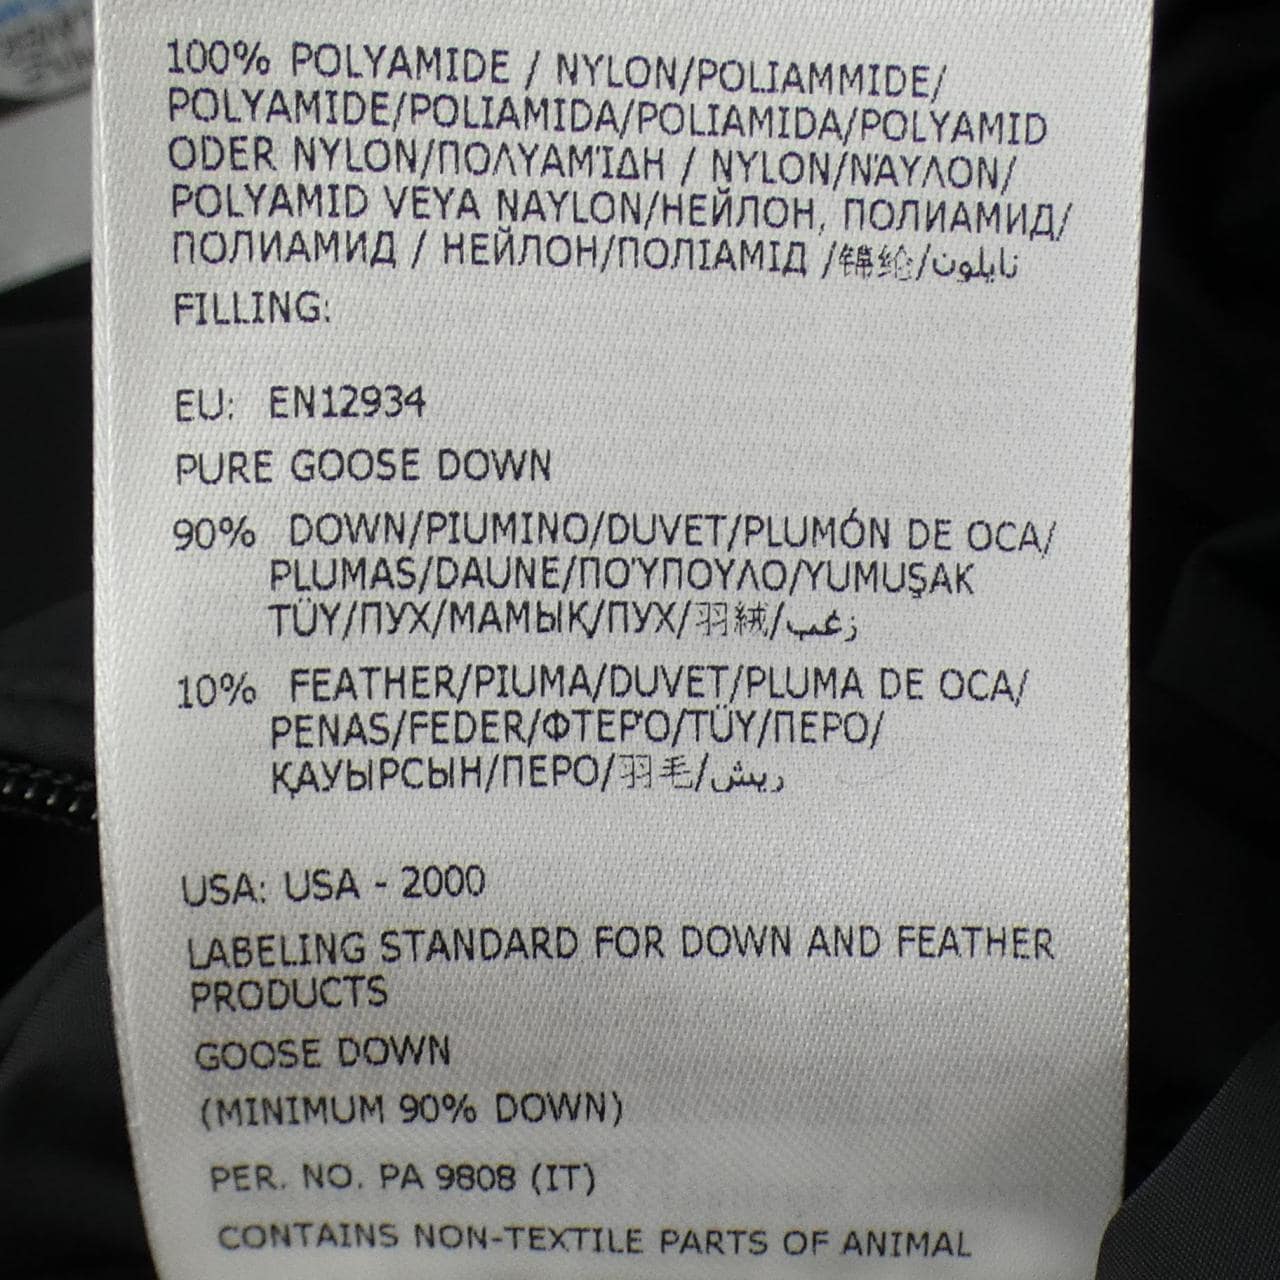 100% POLYAMIDE / NYLON/POLIAMMIDE/
POLYAMIDE/POLIAMIDA/POLIAMIDA/POLYAMID
ODER NYLON/ΠΟΛΥΑΜΊΔΗ / NYLON/ΝΆΥΛΟΝ/
POLYAMID VEYA NAYLON/НЕЙЛОН, ПОЛИАМИД/
ПОЛИАМИД / НЕЙЛОН/ПОЛІАМІД /锦纶/نايلون
FILLING:
EU: EN12934
PURE GOOSE DOWN
90% DOWN/PIUMINO/DUVET/PLUMÓN DE OCA/
PLUMAS/DAUNE/ΠΟΎΠΟΥΛΟ/YUMUŞAK
TÜY/ПУХ/МАМЫҚ/ПУХ/羽絨/زغب
10% FEATHER/PIUMA/DUVET/PLUMA DE OCA/
PENAS/FEDER/ΦΤΕΡΌ/TÜY/ПЕРО/
ҚАУЫРСЫН/ПЕРО/羽毛/ريش
USA: USA - 2000
LABELING STANDARD FOR DOWN AND FEATHER
PRODUCTS
GOOSE DOWN
(MINIMUM 90% DOWN)
PER. NO. PA 9808 (IT)
CONTAINS NON-TEXTILE PARTS OF ANIMAL